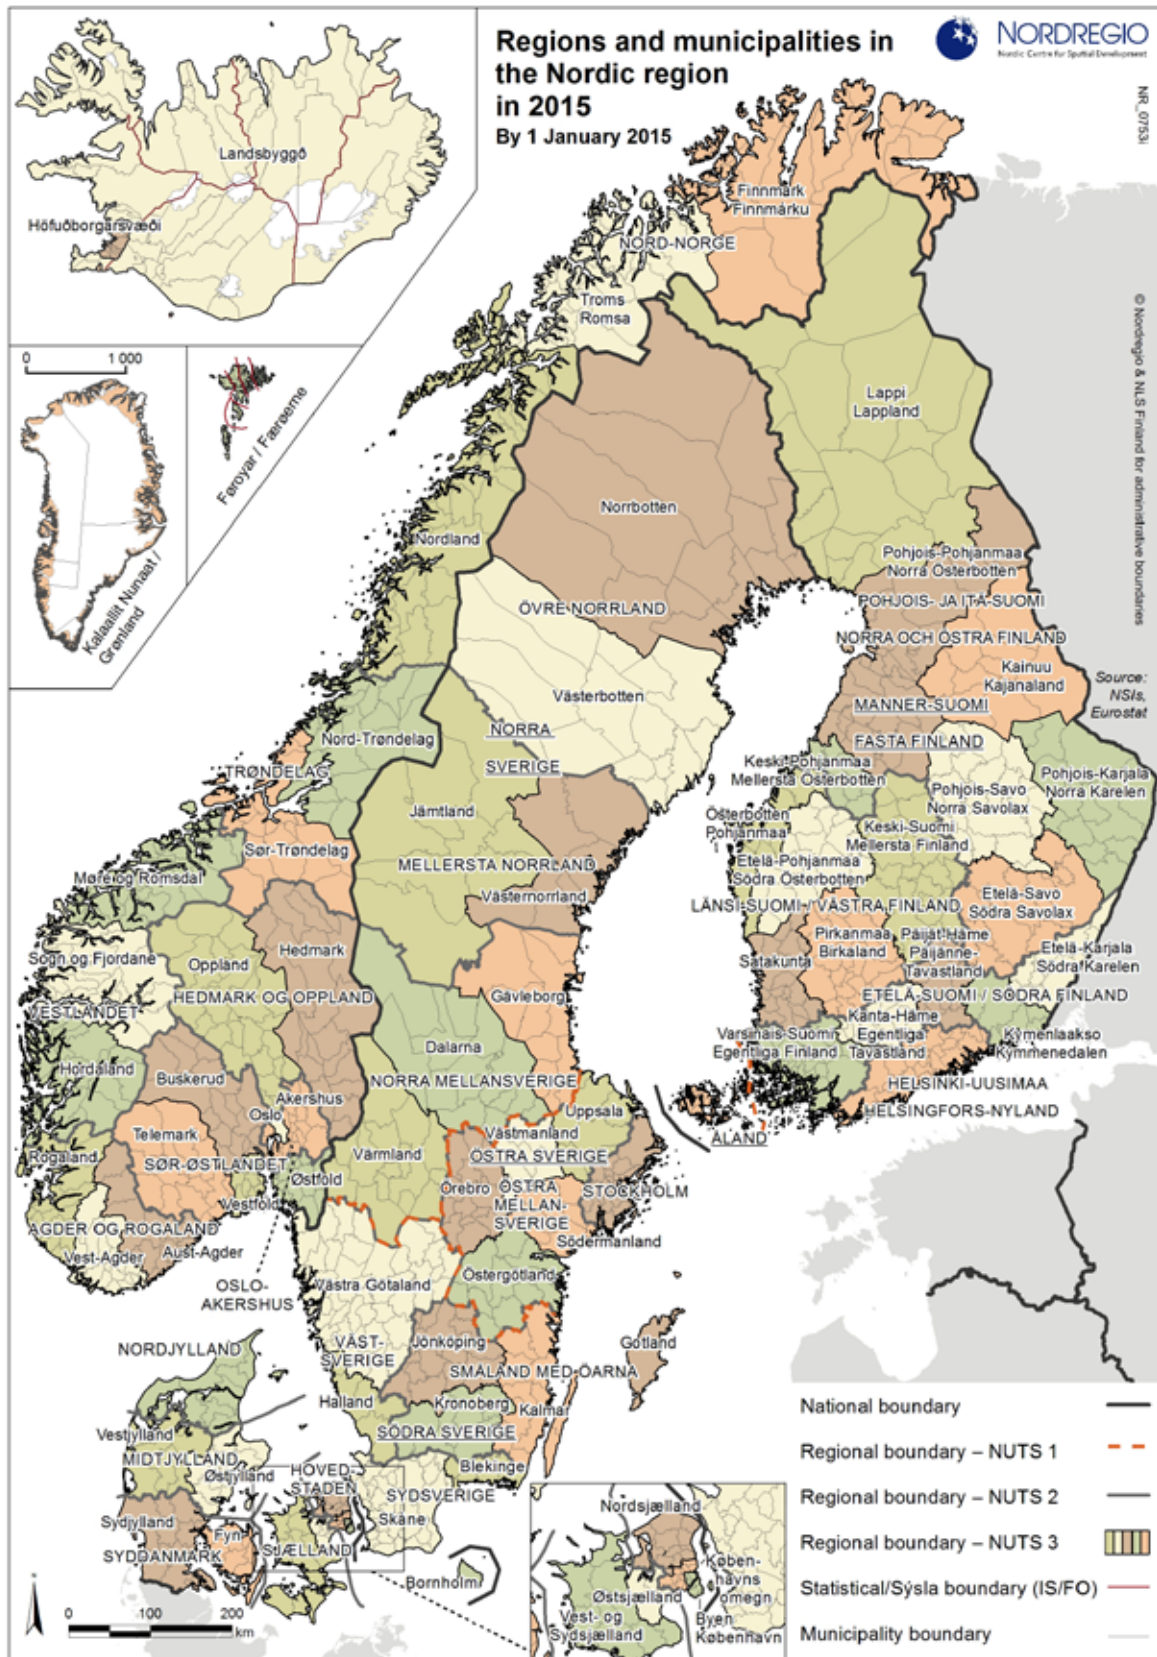 Regions and municipalities in
the Nordic region
in 2015
By 1 January 2015
NORDREGIO
Nordic Centre for Spatial Development
NR_0753i
© Nordregio & NLS Finland for administrative boundaries
Source:
NSIs,
Eurostat
Landsbyggð
Höfuðborgarsvæði
0 1 000
Kalaallit Nunaat /
Grønland
Føroyar / Færøerne
Finnmark
Finnmárku
NORD-NORGE
Troms
Romsa
Lappi
Lappland
Norrbotten
Nordland
Pohjois-Pohjanmaa
Norra Österbotten
ÖVRE NORRLAND
POHJOIS- JA ITÄ-SUOMI
NORRA OCH ÖSTRA FINLAND
Kainuu
Kajanaland
Västerbotten
MANNER-SUOMI
FASTA FINLAND
NORRA
SVERIGE
Nord-Trøndelag
TRØNDELAG
Keski-Pohjanmaa
Mellersta Österbotten
Pohjois-Savo
Norra Savolax
Pohjois-Karjala
Norra Karelen
Jämtland
Österbotten
Pohjanmaa
Keski-Suomi
Mellersta Finland
Sør-Trøndelag
MELLERSTA NORRLAND
Etelä-Pohjanmaa
Södra Österbotten
Møre og Romsdal
Västernorrland
LÄNSI-SUOMI / VÄSTRA FINLAND
Etelä-Savo
Södra Savolax
Hedmark
Pirkanmaa
Birkaland
Päijät-Häme
Päijänne-
Tavastland
Satakunta
Etelä-Karjala
Södra Karelen
Sogn og Fjordane
Oppland
HEDMARK OG OPPLAND
Gävleborg
ETELÄ-SUOMI / SÖDRA FINLAND
VESTLANDET
Kanta-Häme
Egentliga
Tavastland
Dalarna
Varsinais-Suomi
Egentliga Finland
Kymenlaakso
Kymmenedalen
Hordaland
Buskerud
NORRA MELLANSVERIGE
HELSINKI-UUSIMAA
HELSINGFORS-NYLAND
Akershus
Oslo
Uppsala
ÅLAND
Telemark
Västmanland
Rogaland
SØR-ØSTLANDET
Østfold
Värmland
ÖSTRA SVERIGE
Vestfold
Örebro
ÖSTRA
MELLAN-
SVERIGE
STOCKHOLM
AGDER OG ROGALAND
Vest-Agder
Aust-Agder
Södermanland
OSLO-
AKERSHUS
Västra Götaland
Östergötland
NORDJYLLAND
VÄST-
SVERIGE
Jönköping
Gotland
SMÅLAND MED ÖARNA
Halland
Kronoberg
Kalmar
Vestjylland
SÖDRA SVERIGE
MIDTJYLLAND
Østjylland
HOVED-
STADEN
Blekinge
SYDSVERIGE
Skåne
Sydjylland
Fyn
SJÆLLAND
SYDDANMARK
Bornholm
0 100 200
km
N
Nordsjælland
Køben-
havns
omegn
Østsjælland
Vest- og
Sydsjælland
Byen
København
National boundary
Regional boundary – NUTS 1
Regional boundary – NUTS 2
Regional boundary – NUTS 3
Statistical/Sýsla boundary (IS/FO)
Municipality boundary